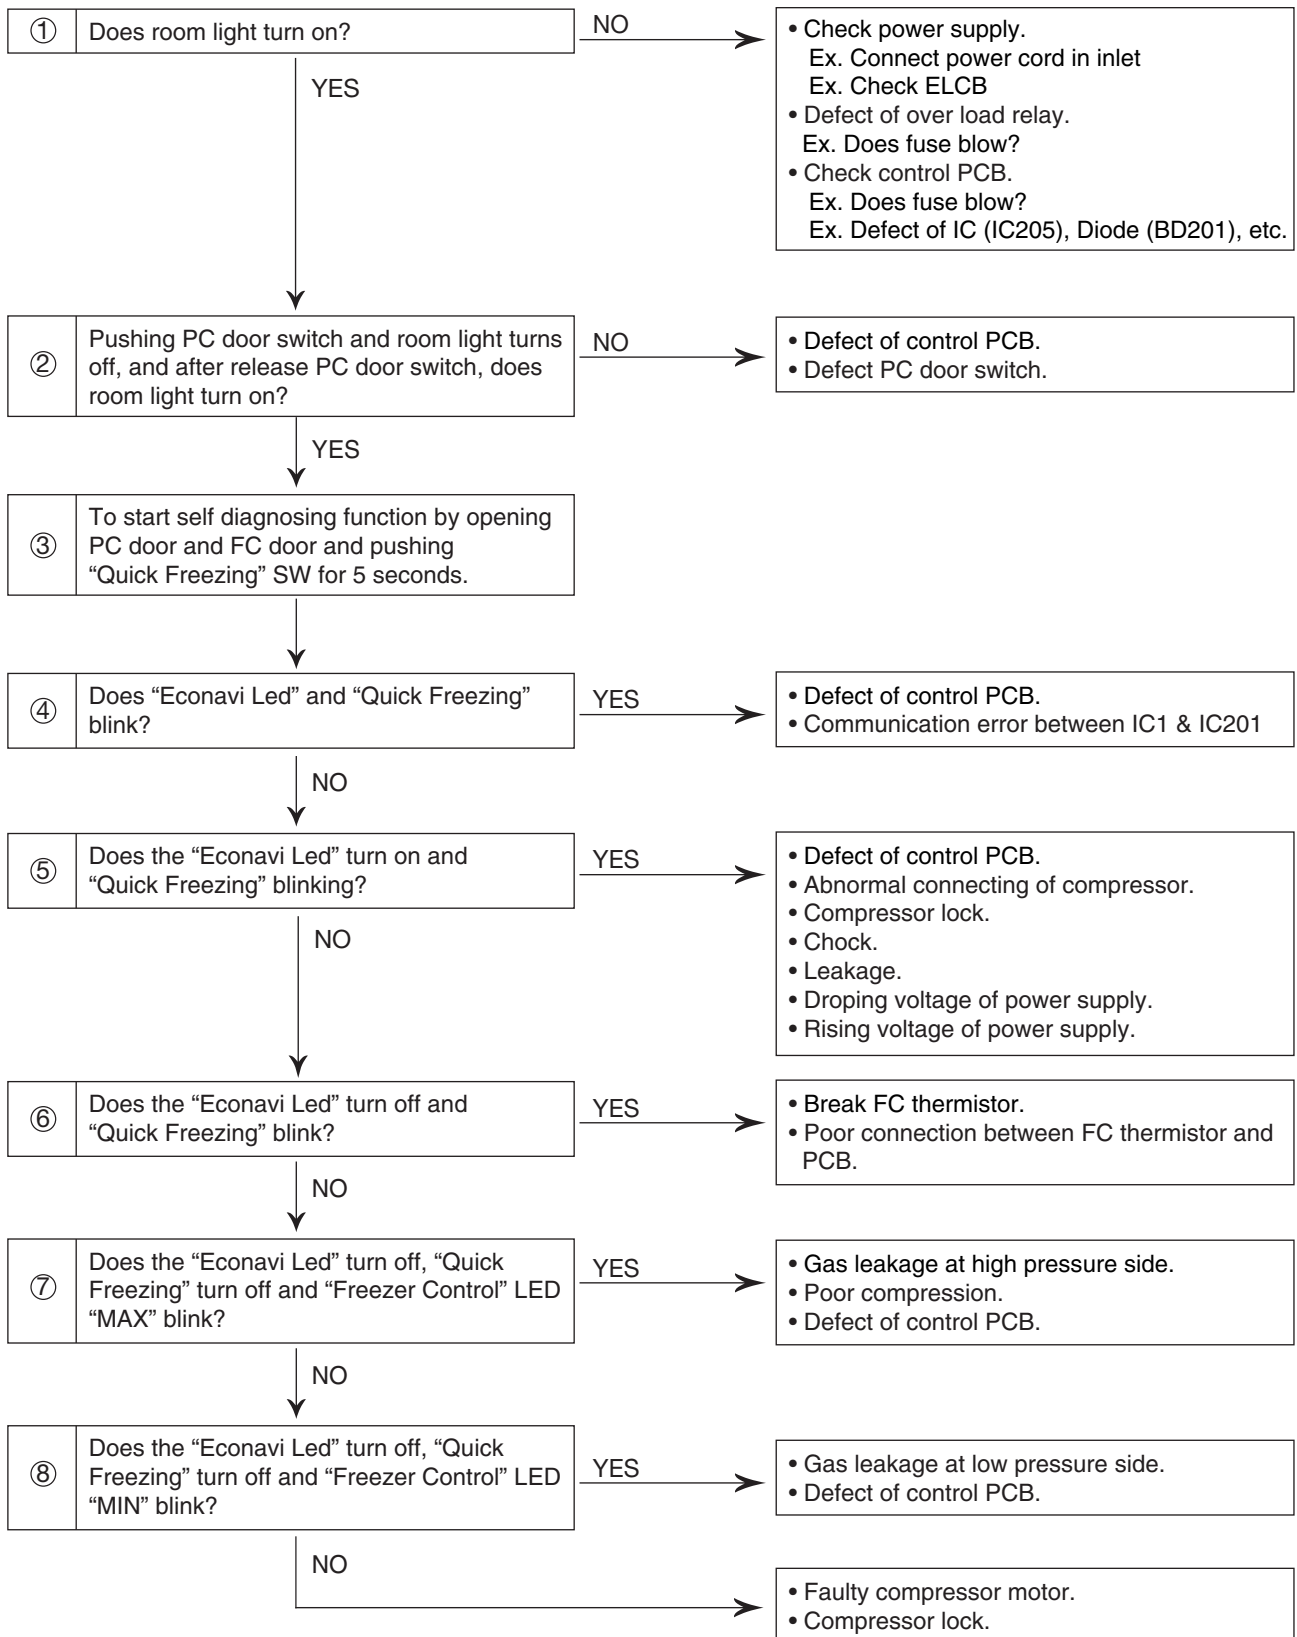 ① Does room light turn on?
NO
• Check power supply.
Ex. Connect power cord in inlet
Ex. Check ELCB
• Defect of over load relay.
Ex. Does fuse blow?
• Check control PCB.
Ex. Does fuse blow?
Ex. Defect of IC (IC205), Diode (BD201), etc.
YES
② Pushing PC door switch and room light turns
off, and after release PC door switch, does
room light turn on?
NO
• Defect of control PCB.
• Defect PC door switch.
YES
③ To start self diagnosing function by opening
PC door and FC door and pushing
“Quick Freezing” SW for 5 seconds.
④ Does “Econavi Led” and “Quick Freezing”
blink?
YES
• Defect of control PCB.
• Communication error between IC1 & IC201
NO
⑤ Does the “Econavi Led” turn on and
“Quick Freezing” blinking?
YES
• Defect of control PCB.
• Abnormal connecting of compressor.
• Compressor lock.
• Chock.
• Leakage.
• Droping voltage of power supply.
• Rising voltage of power supply.
NO
⑥ Does the “Econavi Led” turn off and
“Quick Freezing” blink?
YES
• Break FC thermistor.
• Poor connection between FC thermistor and
PCB.
NO
⑦ Does the “Econavi Led” turn off, “Quick
Freezing” turn off and “Freezer Control” LED
“MAX” blink?
YES
• Gas leakage at high pressure side.
• Poor compression.
• Defect of control PCB.
NO
⑧ Does the “Econavi Led” turn off, “Quick
Freezing” turn off and “Freezer Control” LED
“MIN” blink?
YES
• Gas leakage at low pressure side.
• Defect of control PCB.
NO
• Faulty compressor motor.
• Compressor lock.